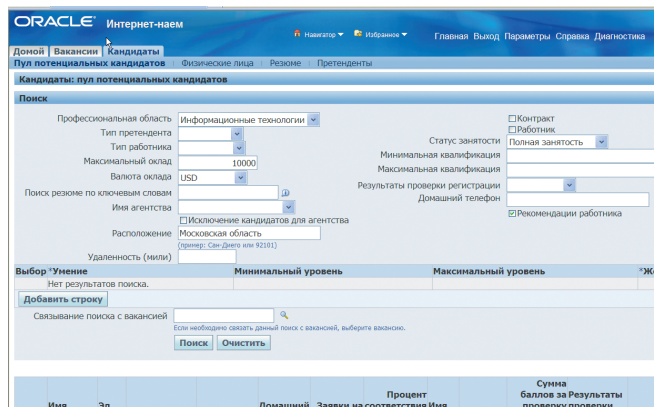 ORACLE® Интернет-наем
Навигатор Избранное Главная Выход Параметры Справка Диагностика
Домой Вакансии Кандидаты
Пул потенциальных кандидатов Физические лица Резюме Претенденты
Кандидаты: пул потенциальных кандидатов
Поиск
Профессиональная область Информационные технологии
Контракт
Тип претендента
Работник
Статус занятости Полная занятость
Тип работника
Минимальная квалификация
Максимальный оклад 10000
Максимальная квалификация
Валюта оклада USD
Результаты проверки регистрации
Поиск резюме по ключевым словам
Домашний телефон
Имя агентства
Рекомендации работника
Исключение кандидатов для агентства
Расположение Московская область
(пример: Сан-Диего или 92101)
Удаленность (мили)
Выбор *Умение Минимальный уровень Максимальный уровень
Нет результатов поиска.
Добавить строку
Связывание поиска с вакансией
Если необходимо связать данный поиск с вакансией, выберите вакансию.
Поиск Очистить
Сумма
Процент баллов за Результаты
Имя Эл. Домашний Заявки на соответствия Имя проверку проверки